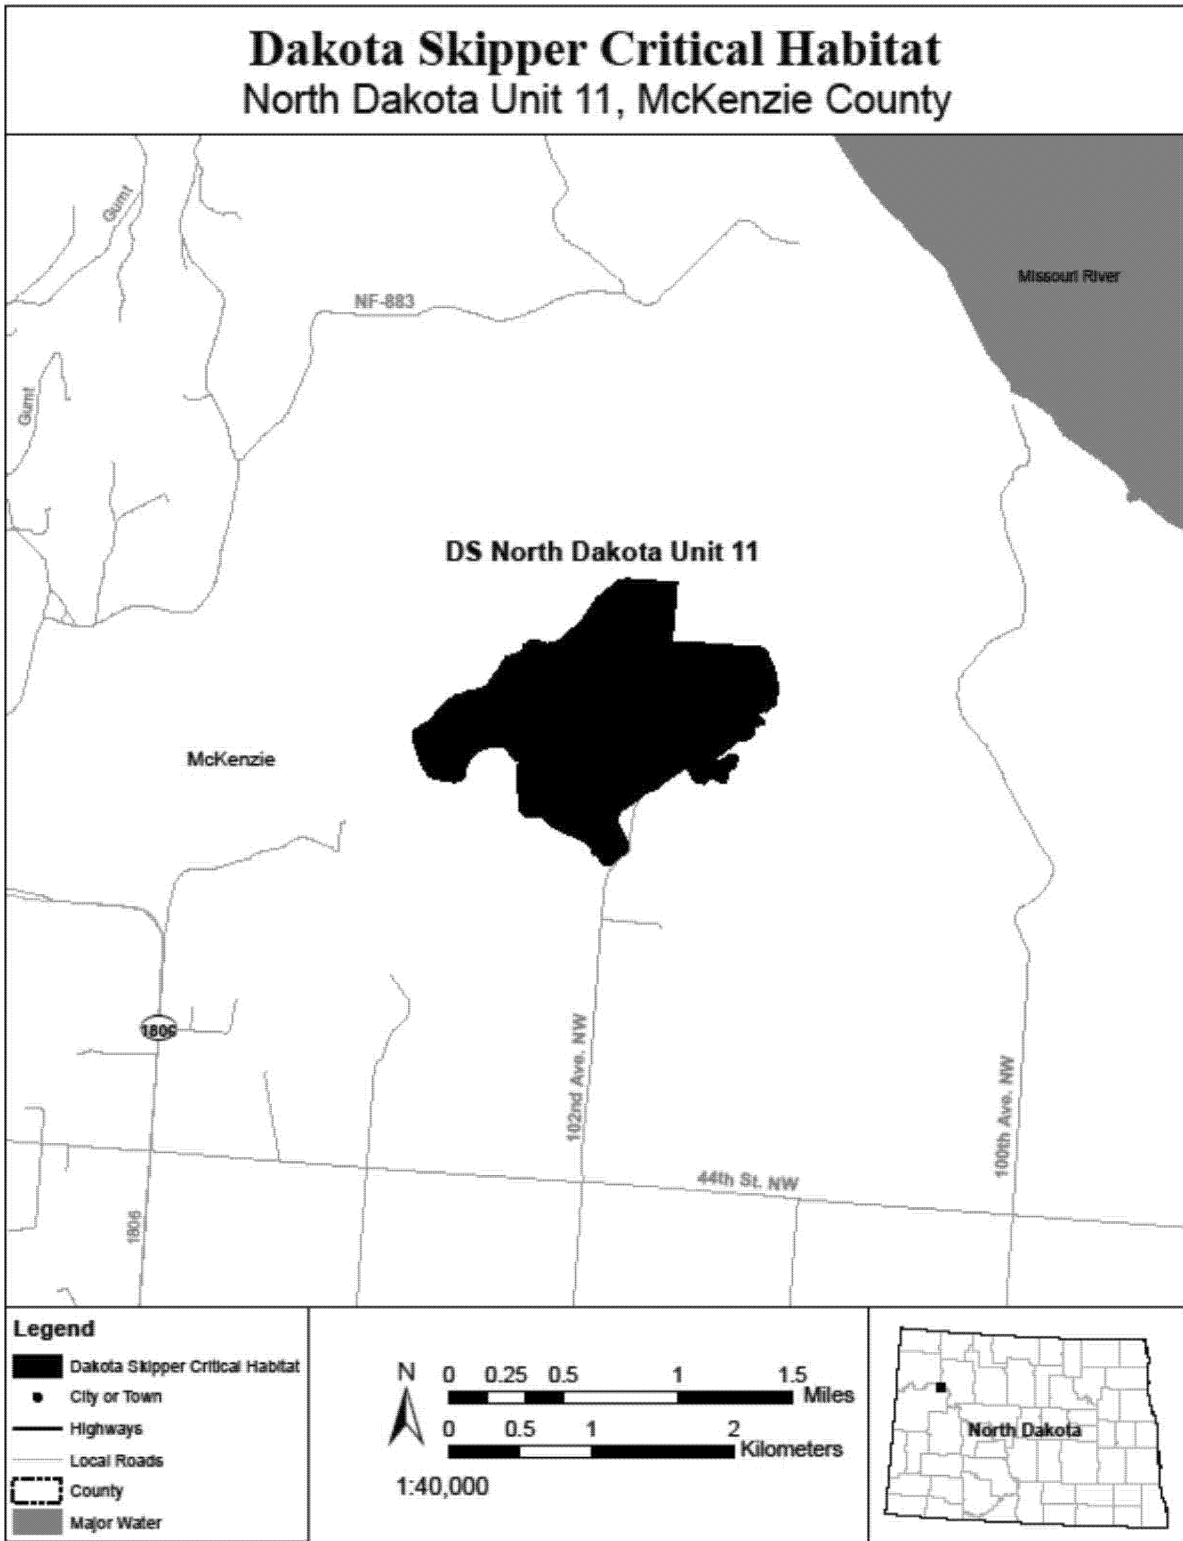 Dakota Skipper Critical Habitat
North Dakota Unit 11, McKenzie County
Gumt
Missouri River
NF-883
Gumt
DS North Dakota Unit 11
McKenzie
1806
102nd Ave. NW
100th Ave. NW
44th St. NW
1806
Legend
Dakota Skipper Critical Habitat
City or Town
Highways
Local Roads
County
Major Water
N
0 0.25 0.5 1 1.5
Miles
0 0.5 1 2
Kilometers
1:40,000
North Dakota